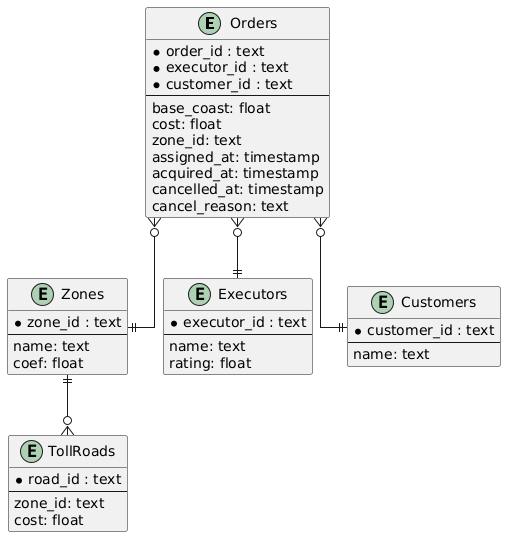 E Orders
* order_id : text
* executor_id : text
* customer_id : text
base_coast: float
cost: float
zone_id: text
assigned_at: timestamp
acquired_at: timestamp
cancelled_at: timestamp
cancel_reason: text
E Zones
* zone_id : text
name: text
coef: float
E Executors
* executor_id : text
name: text
rating: float
E Customers
* customer_id : text
name: text
E TollRoads
* road_id : text
zone_id: text
cost: float